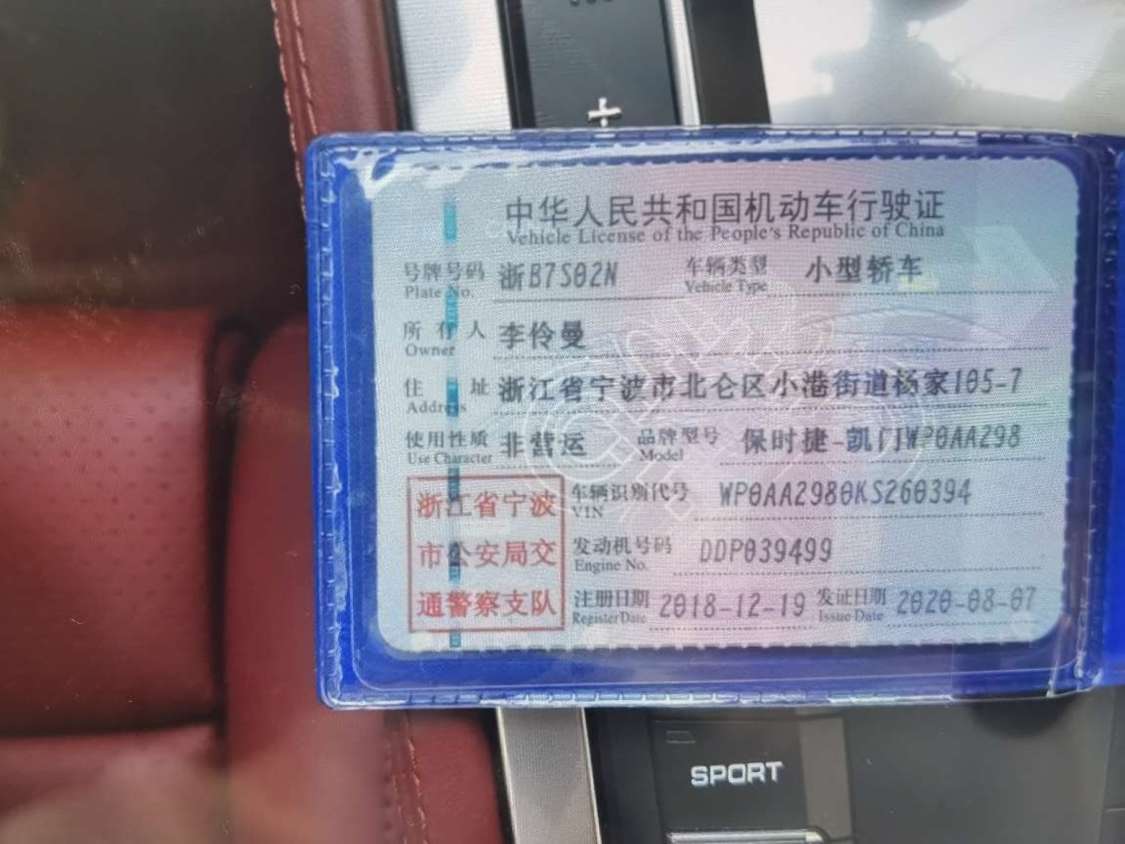 中华人民共和国机动车行驶证
Vehicle License of the People's Republic of China
号牌号码 浙B7S02N 车辆类型 小型轿车
Plate No. Vehicle Type
所有人 李伶曼
Owner
住址 浙江省宁波市北仑区小港街道杨家105-7
Address
使用性质 非营运 品牌型号 保时捷-凯门WP0AA298
Use Character Model
浙江省宁波 车辆识别代号 WP0AA2980KS260394
VIN
市公安局交 发动机号码 DDP039499
Engine No.
通警察支队 注册日期 2018-12-19 发证日期 2020-08-07
Register Date Issue Date
SPORT